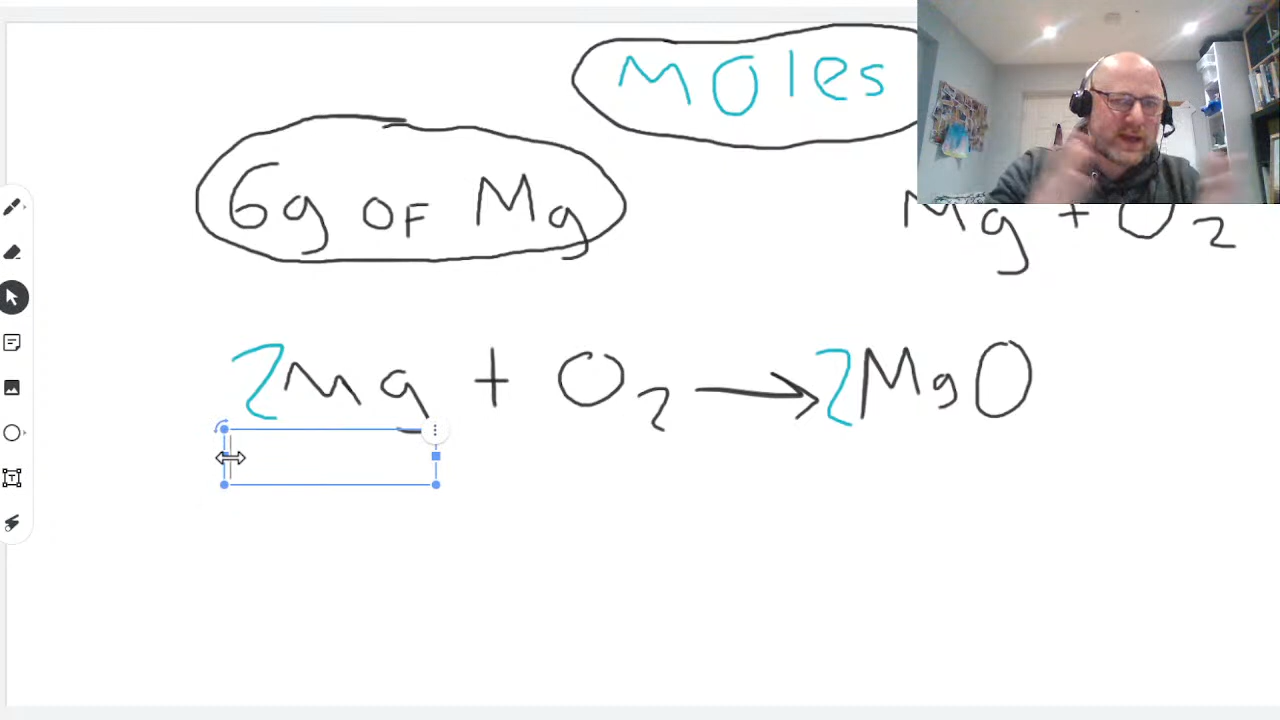 Moles
6g of Mg
Mg + O2
2Mg + O2 → 2MgO
T